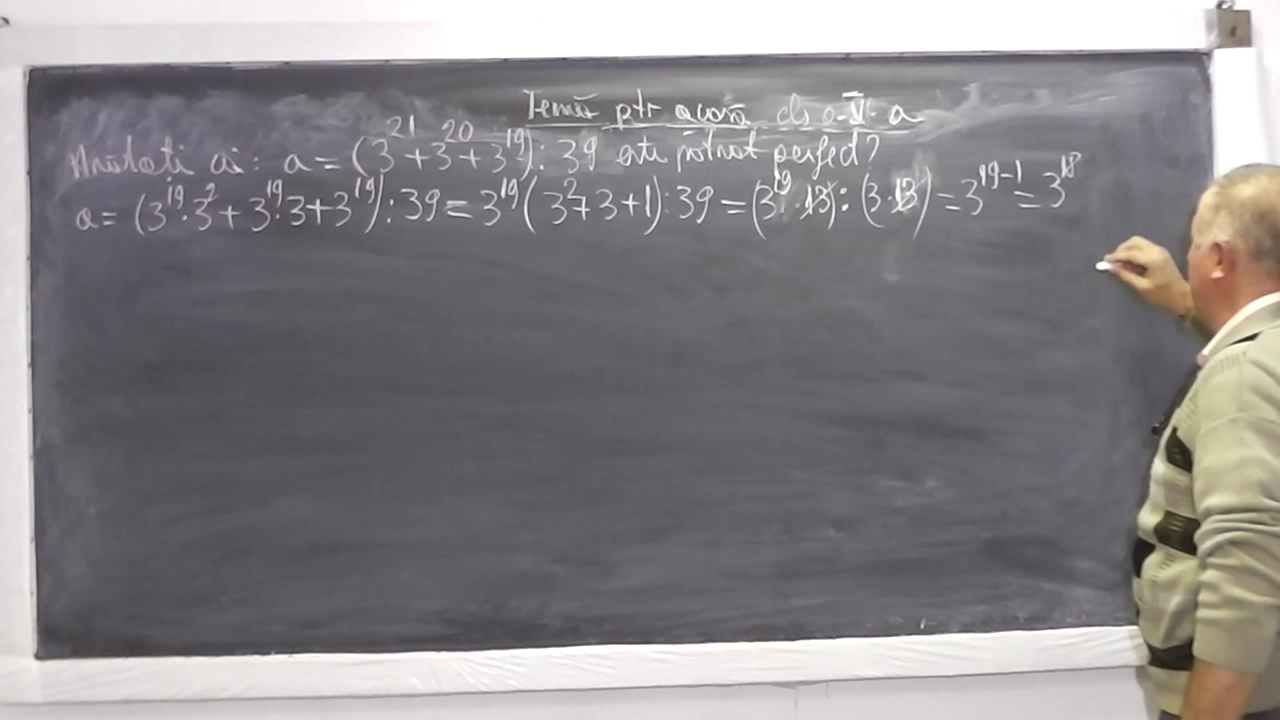 Temă ptr acasă cls a-V-a
Arătați că: a = (3²¹ + 3²⁰ + 3¹⁹) : 39 este pătrat perfect?
a = (3¹⁹·3² + 3¹⁹·3 + 3¹⁹) : 39 = 3¹⁹(3² + 3 + 1) : 39 = (3¹⁹·13) : (3·13) = 3¹⁹⁻¹ = 3¹⁸